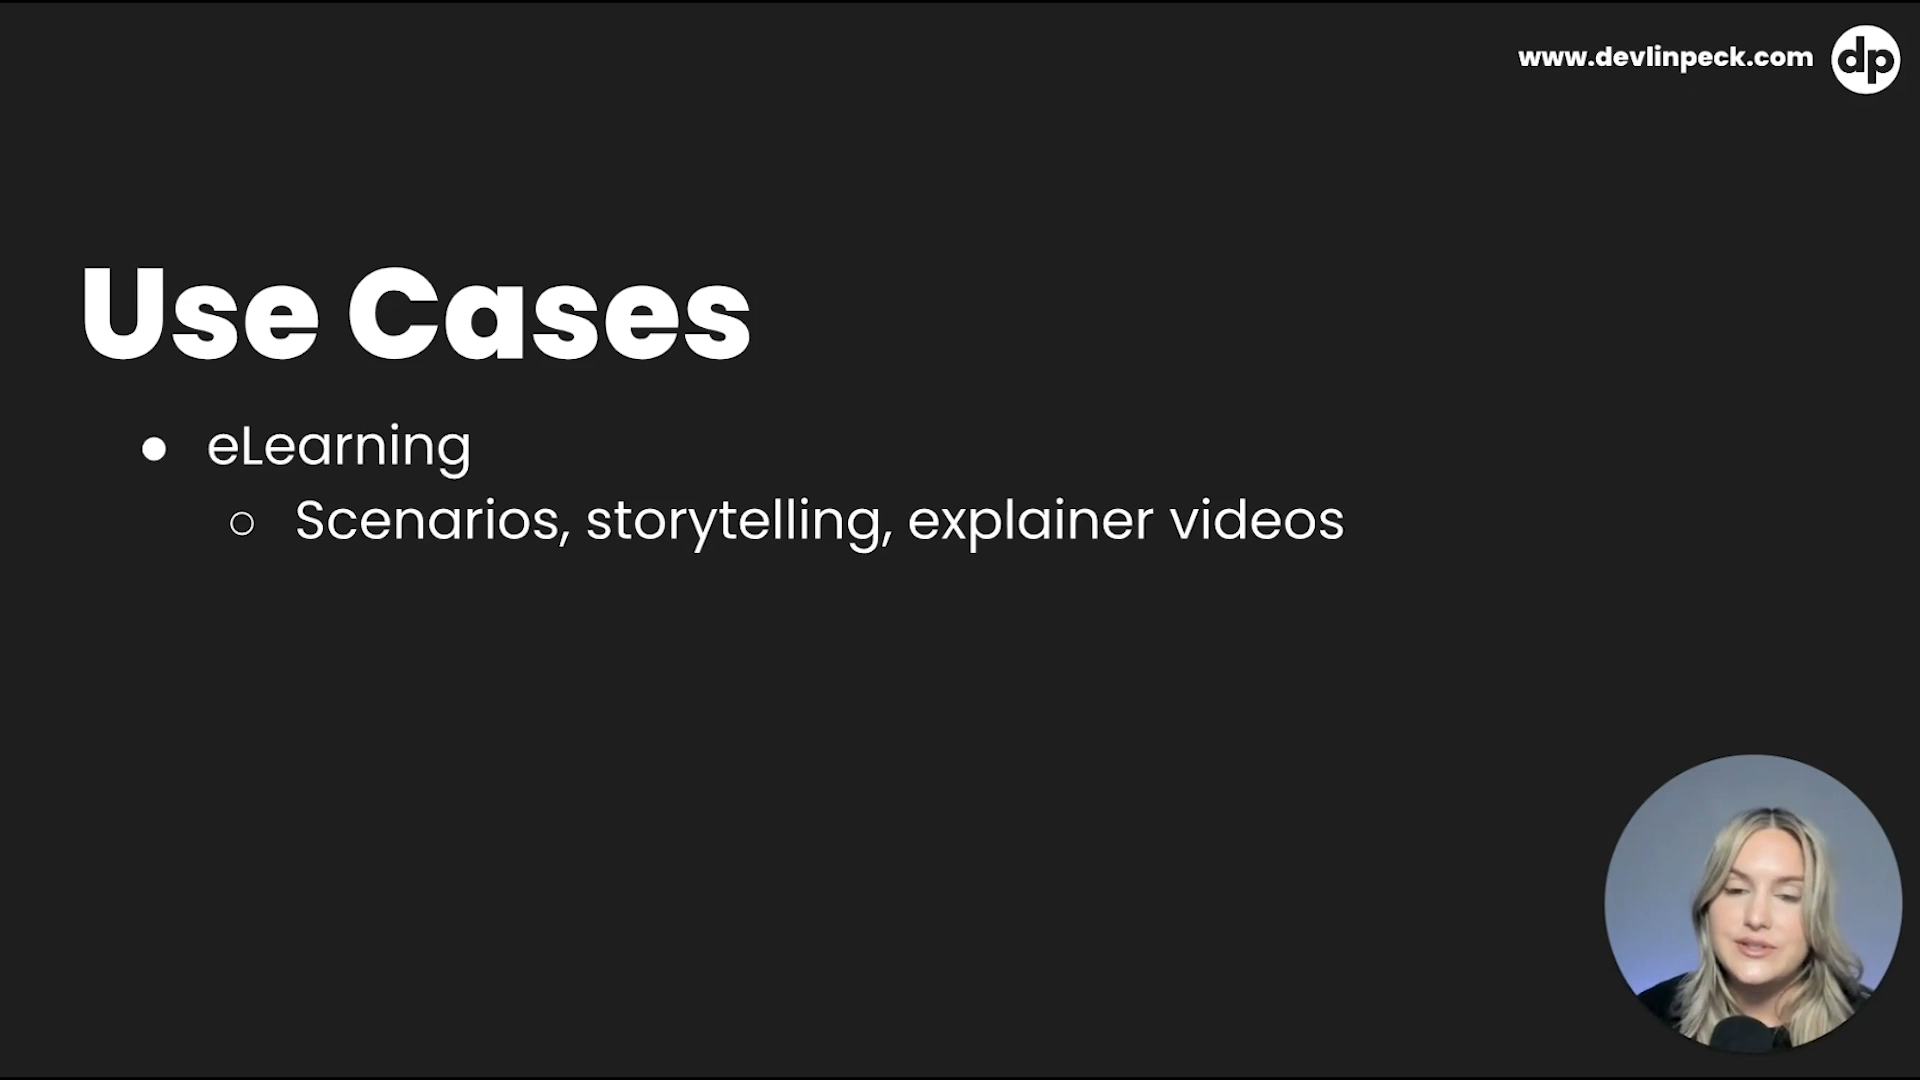 www.devlinpeck.com dp
Use Cases
● eLearning
○ Scenarios, storytelling, explainer videos